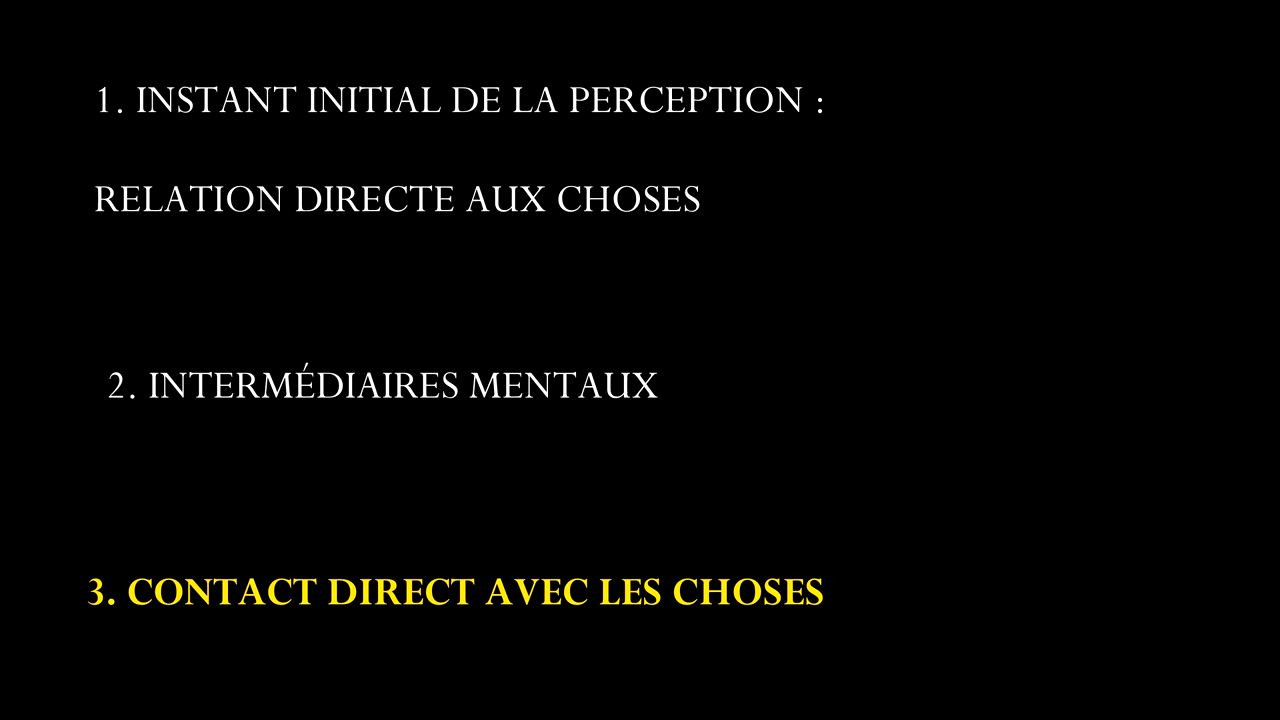 1. INSTANT INITIAL DE LA PERCEPTION :
RELATION DIRECTE AUX CHOSES
2. INTERMÉDIAIRES MENTAUX
3. CONTACT DIRECT AVEC LES CHOSES